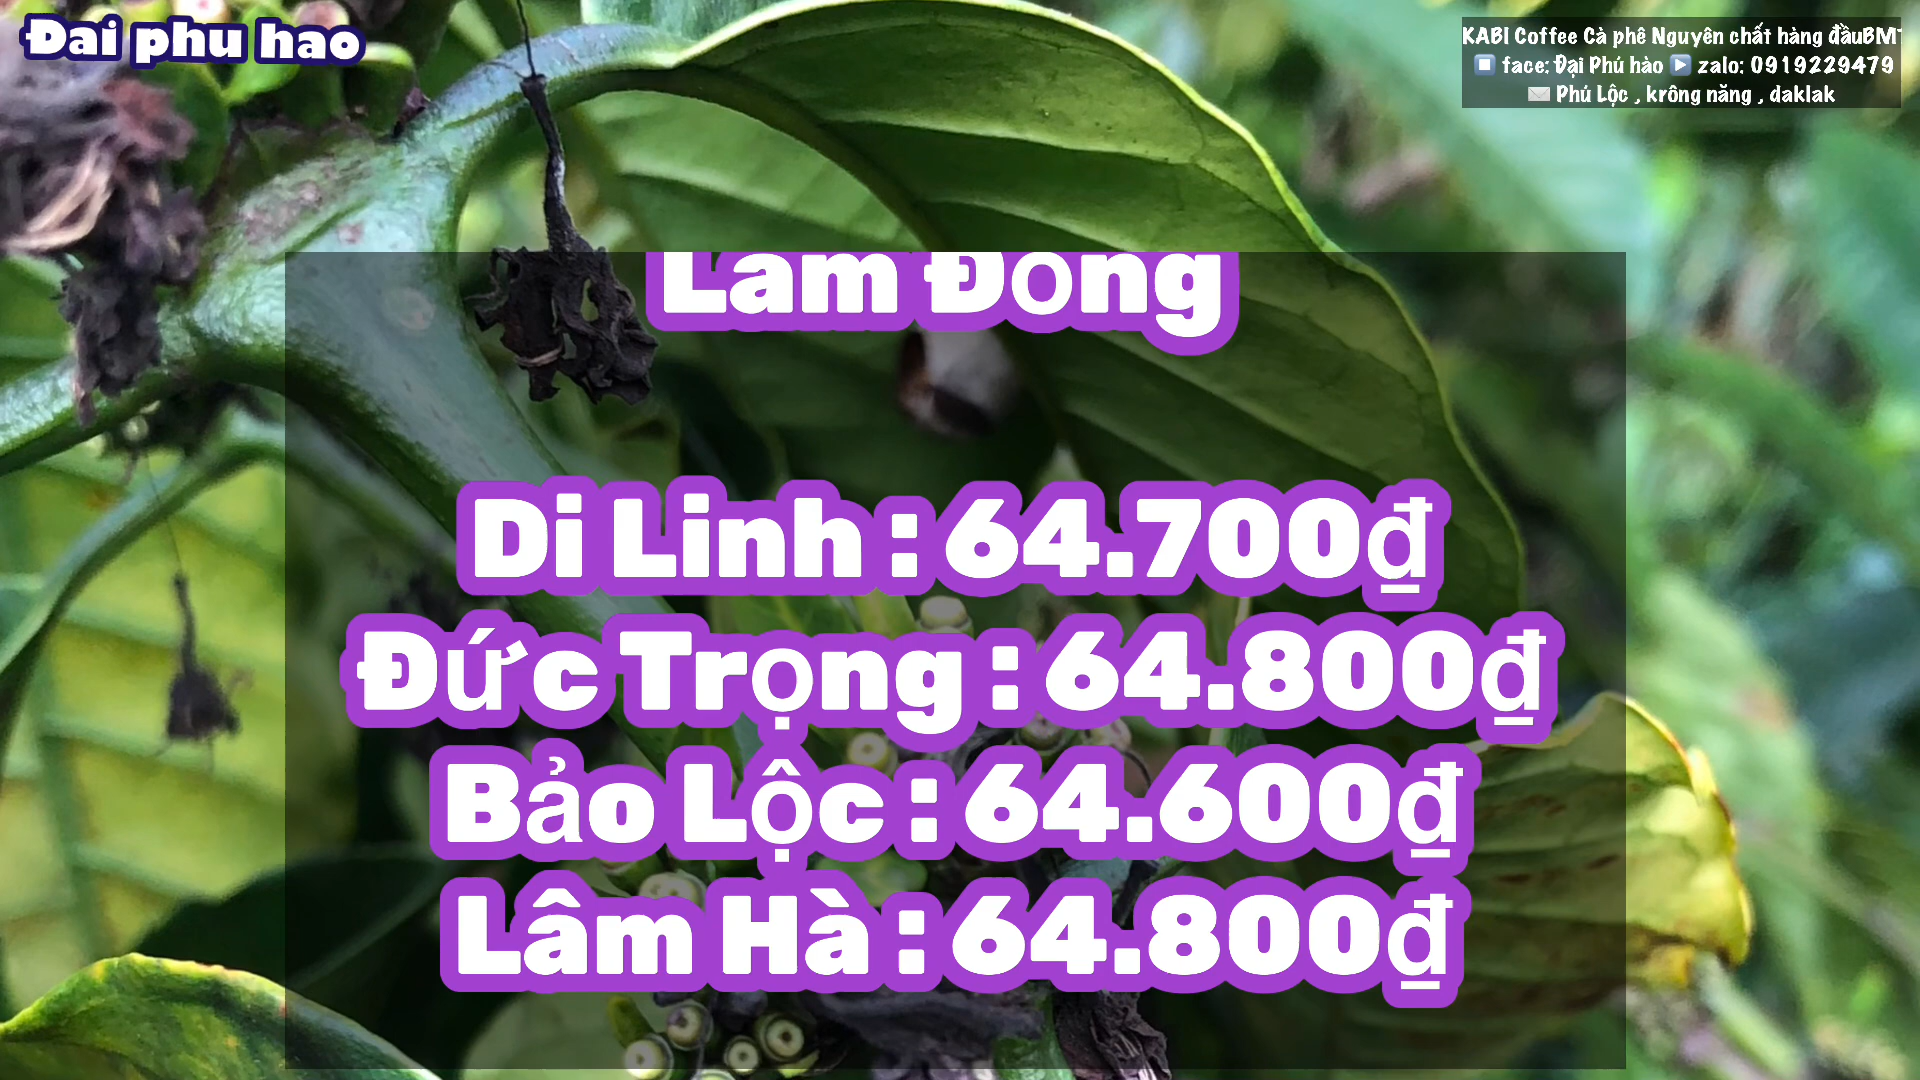 Đai phu hao
KABI Coffee Cà phê Nguyên chất hàng đầuBMT
face: Đại Phú hào zalo: 0919229479
Phú Lộc , krông năng , daklak
Lâm Đồng
Di Linh : 64.700₫
Đức Trọng : 64.800₫
Bảo Lộc : 64.600₫
Lâm Hà : 64.800₫